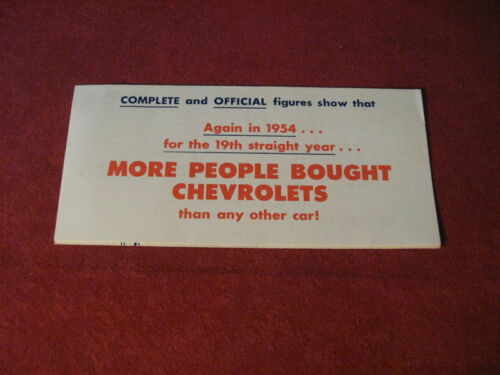 COMPLETE and OFFICIAL figures show that
Again in 1954 . . .
for the 19th straight year . . .
MORE PEOPLE BOUGHT
CHEVROLETS
than any other car!